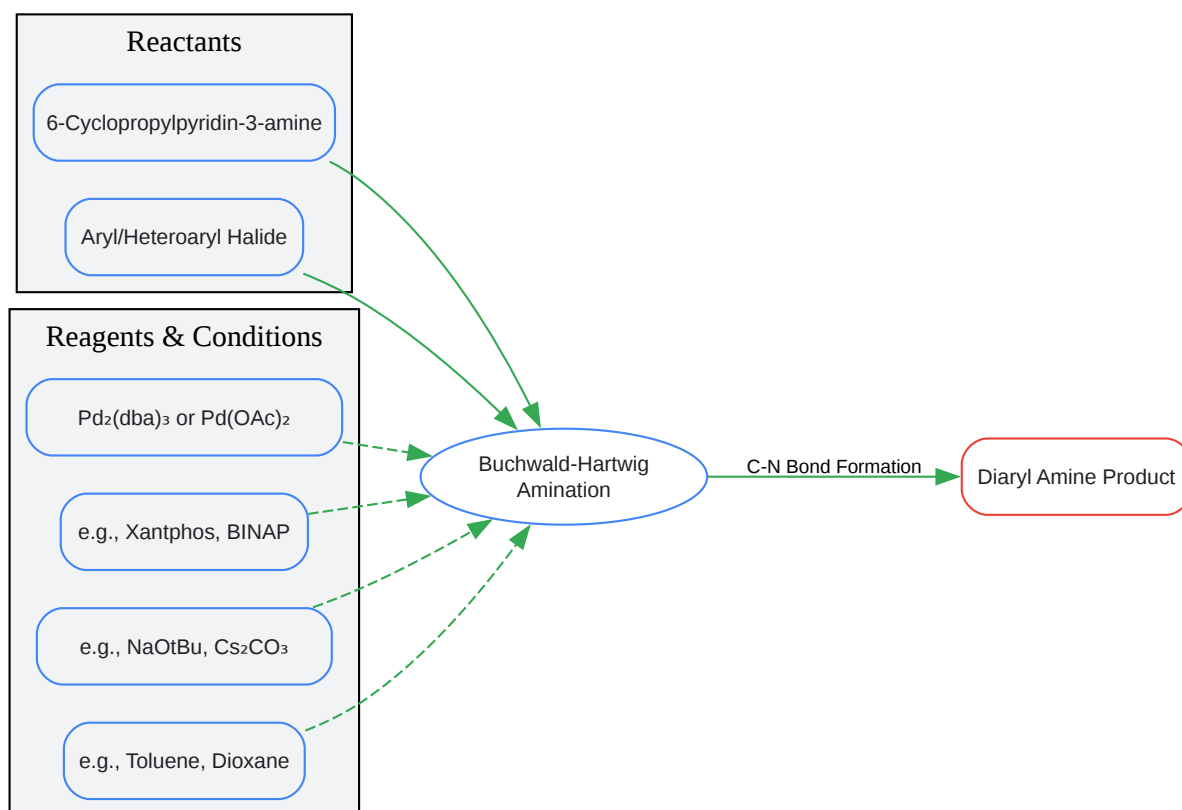 Reactants
6-Cyclopropylpyridin-3-amine
Aryl/Heteroaryl Halide
Reagents & Conditions
Pd₂(dba)₃ or Pd(OAc)₂
e.g., Xantphos, BINAP
e.g., NaOtBu, Cs₂CO₃
e.g., Toluene, Dioxane
Buchwald-Hartwig
Amination
C-N Bond Formation
Diaryl Amine Product